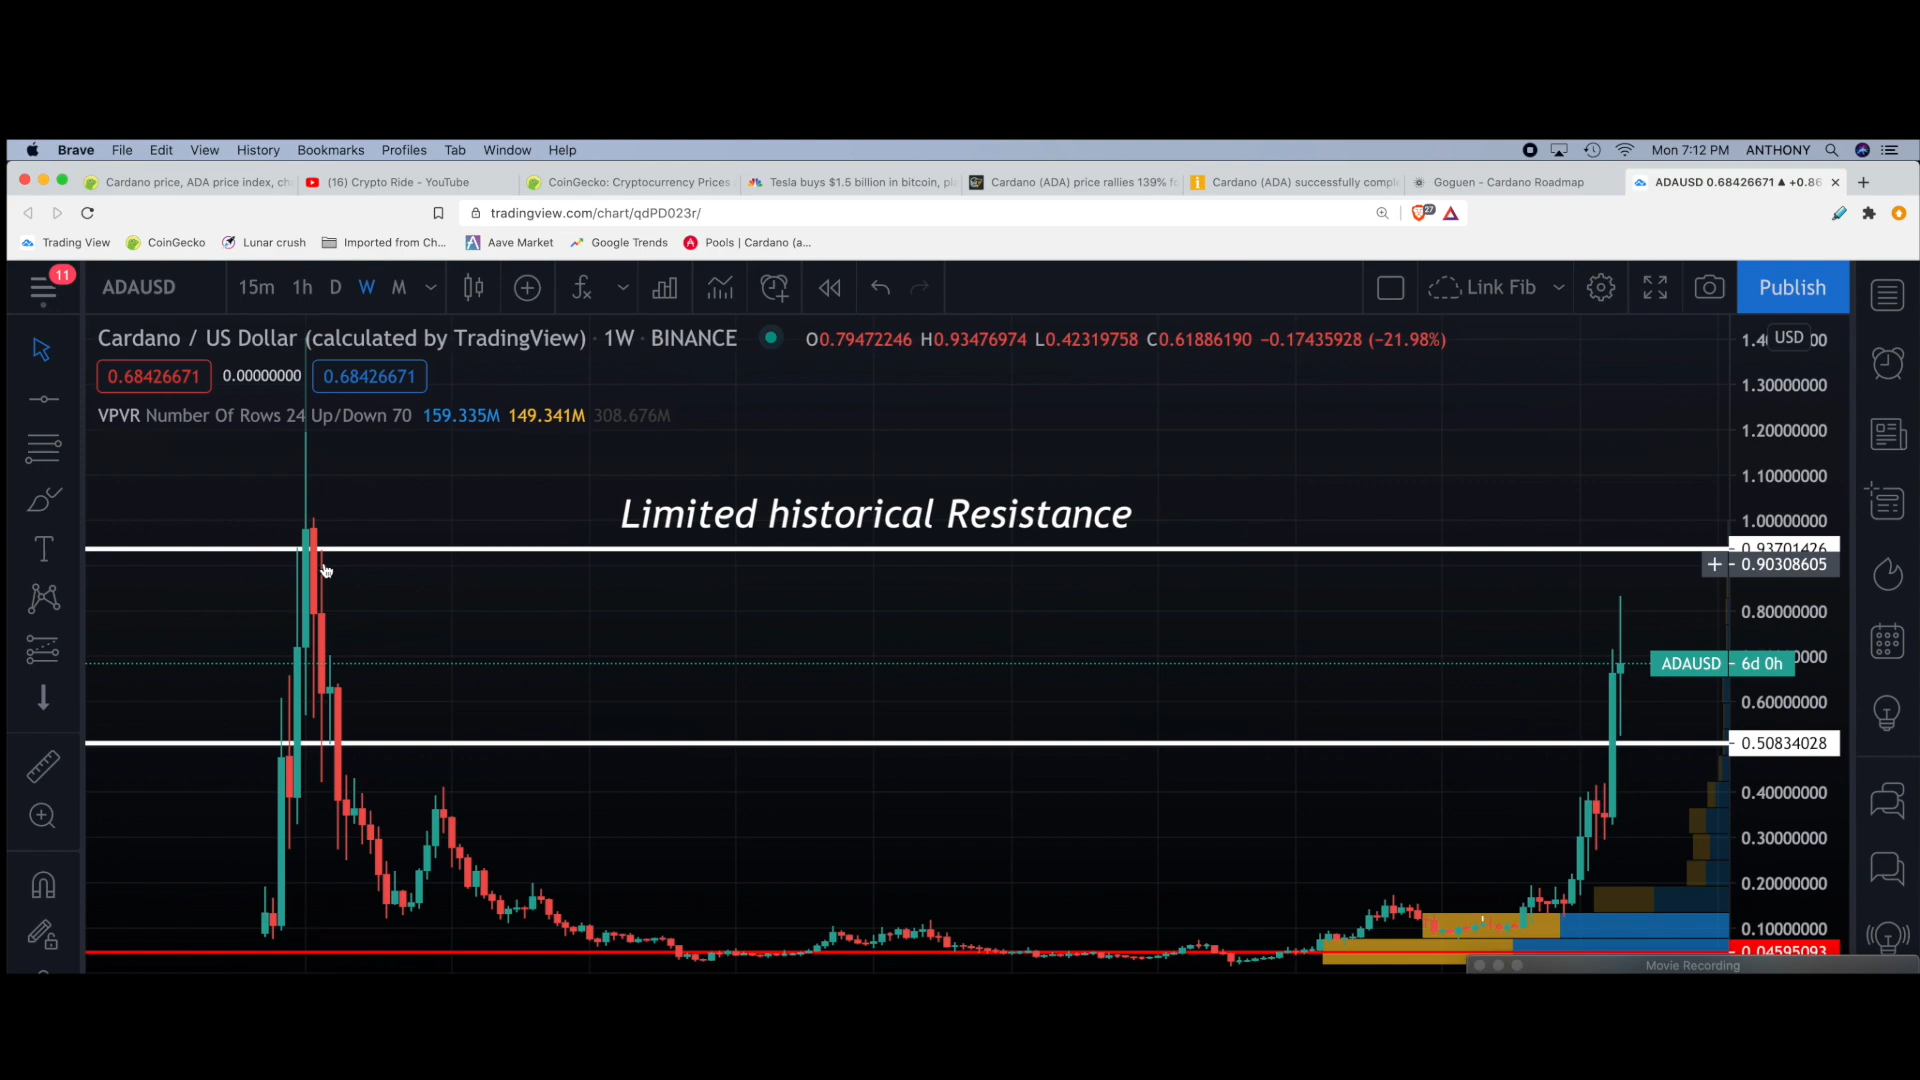 Brave File Edit View History Bookmarks Profiles Tab Window Help Mon 7:12 PM ANTHONY
Cardano price, ADA price index, ch (16) Crypto Ride - YouTube CoinGecko: Cryptocurrency Prices Tesla buys $1.5 billion in bitcoin, pl Cardano (ADA) price rallies 139% fo Cardano (ADA) successfully compl Goguen - Cardano Roadmap ADAUSD 0.68426671 ▲ +0.86
tradingview.com/chart/qdPD023r/ 27
Trading View CoinGecko Lunar crush Imported from Ch... Aave Market Google Trends Pools | Cardano (a...
11
ADAUSD 15m 1h D W M Link Fib Publish
Cardano / US Dollar (calculated by TradingView) · 1W · BINANCE O0.79472246 H0.93476974 L0.42319758 C0.61886190 −0.17435928 (−21.98%)
USD
0.68426671 0.00000000 0.68426671
1.30000000
VPVR Number Of Rows 24 Up/Down 70 159.335M 149.341M 308.676M
1.20000000
1.10000000
Limited historical Resistance
1.00000000
0.93701426
0.90308605
0.80000000
ADAUSD 6d 0h
0.60000000
0.50834028
0.40000000
0.30000000
0.20000000
0.10000000
0.04595093
Movie Recording